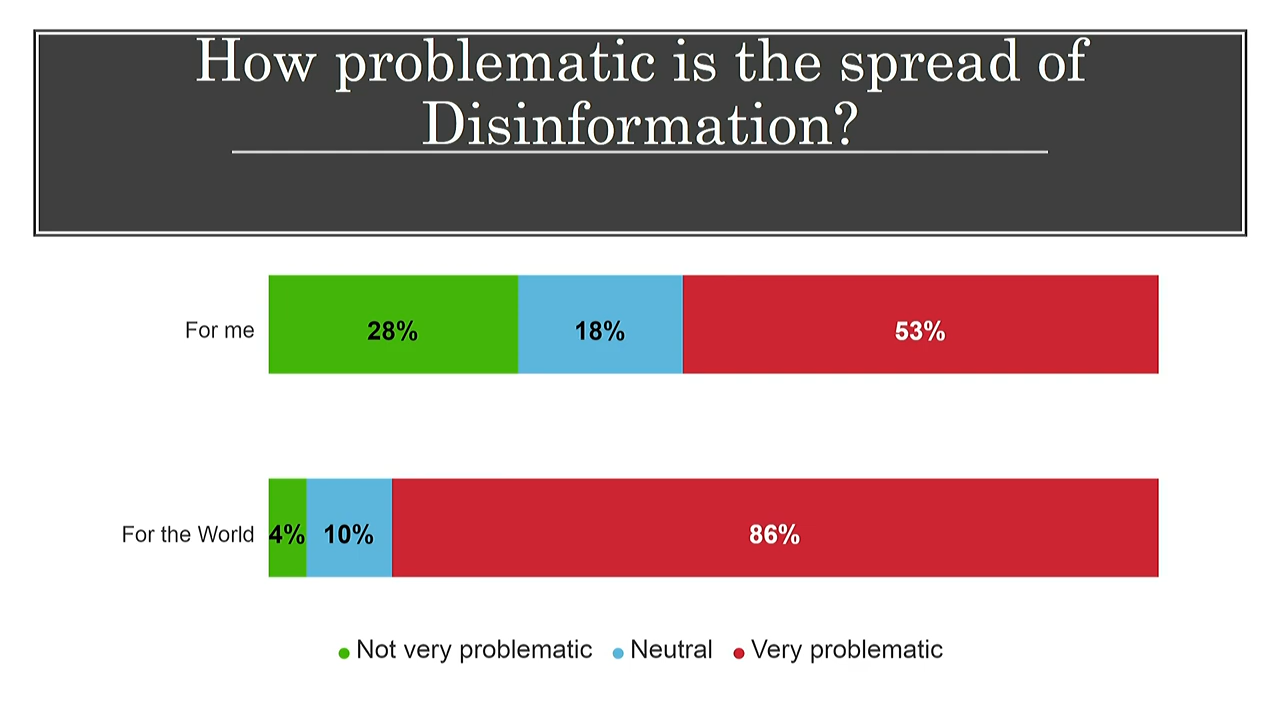 How problematic is the spread of
Disinformation?
For me
28%
18%
53%
For the World
4%
10%
86%
Not very problematic
Neutral
Very problematic